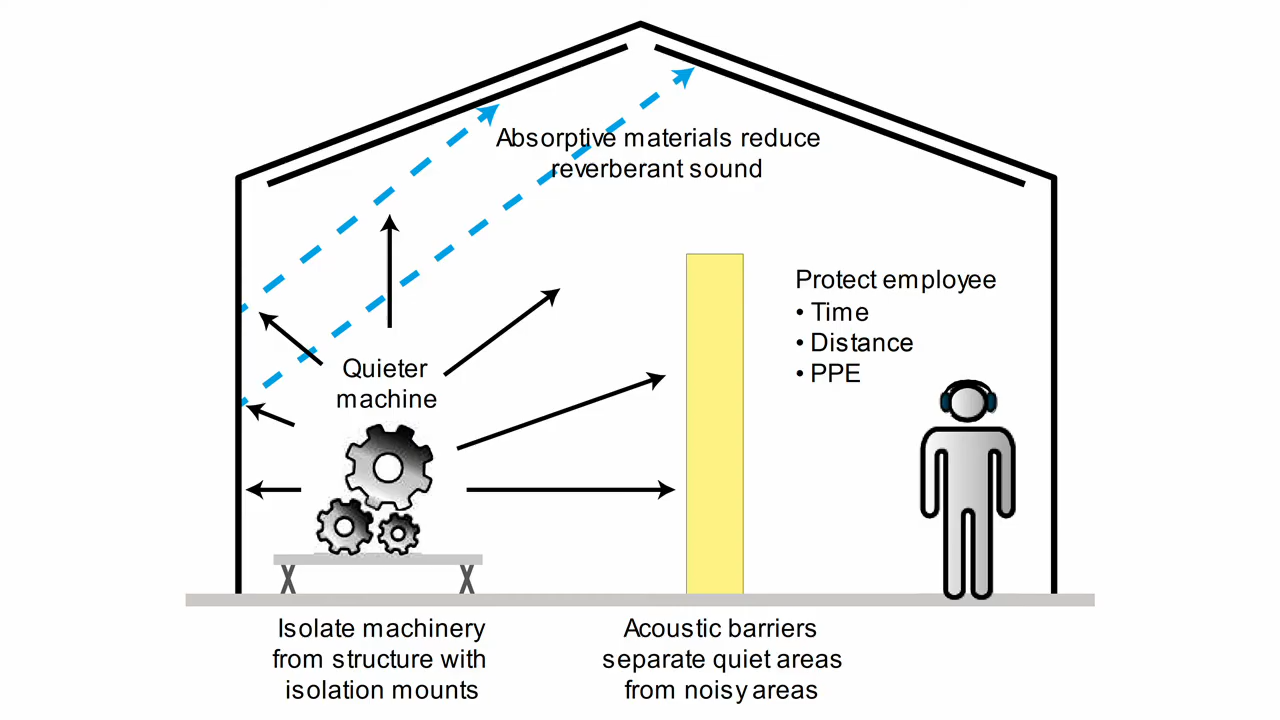 Absorptive materials reduce
reverberant sound
Protect employee
• Time
• Distance
• PPE
Quieter
machine
Isolate machinery
from structure with
isolation mounts
Acoustic barriers
separate quiet areas
from noisy areas